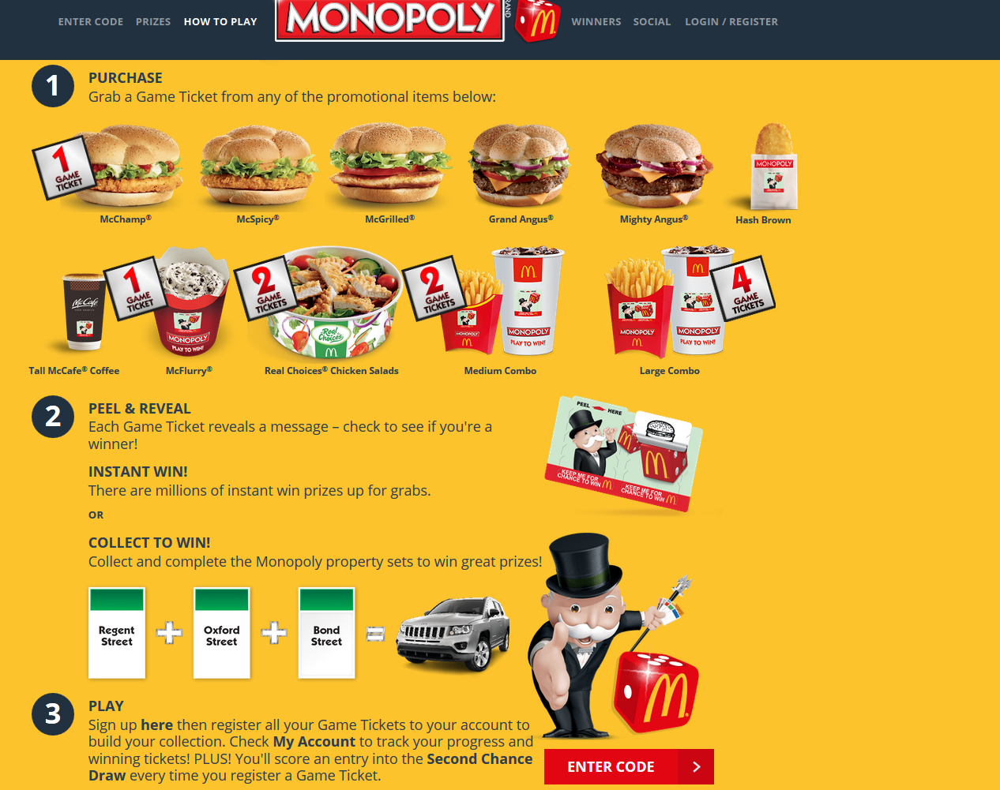 ENTER CODE PRIZES HOW TO PLAY MONOPOLY BRAND WINNERS SOCIAL LOGIN / REGISTER
1 PURCHASE
Grab a Game Ticket from any of the promotional items below:
1 GAME TICKET
MONOPOLY
McChamp® McSpicy® McGrilled® Grand Angus® Mighty Angus® Hash Brown
1 GAME TICKET
2 GAME TICKETS
2 GAME TICKETS
4 GAME TICKETS
McCafé
MONOPOLY
PLAY TO WIN!
Real Choices
MONOPOLY
MONOPOLY
PLAY TO WIN!
MONOPOLY
MONOPOLY
PLAY TO WIN!
Tall McCafe® Coffee McFlurry® Real Choices® Chicken Salads Medium Combo Large Combo
2 PEEL & REVEAL
Each Game Ticket reveals a message – check to see if you're a
winner!
PEEL HERE
KEEP ME FOR
CHANCE TO WIN
KEEP ME FOR
CHANCE TO WIN
INSTANT WIN!
There are millions of instant win prizes up for grabs.
OR
COLLECT TO WIN!
Collect and complete the Monopoly property sets to win great prizes!
Regent Street + Oxford Street + Bond Street =
3 PLAY
Sign up here then register all your Game Tickets to your account to
build your collection. Check My Account to track your progress and
winning tickets! PLUS! You'll score an entry into the Second Chance
Draw every time you register a Game Ticket.
ENTER CODE >